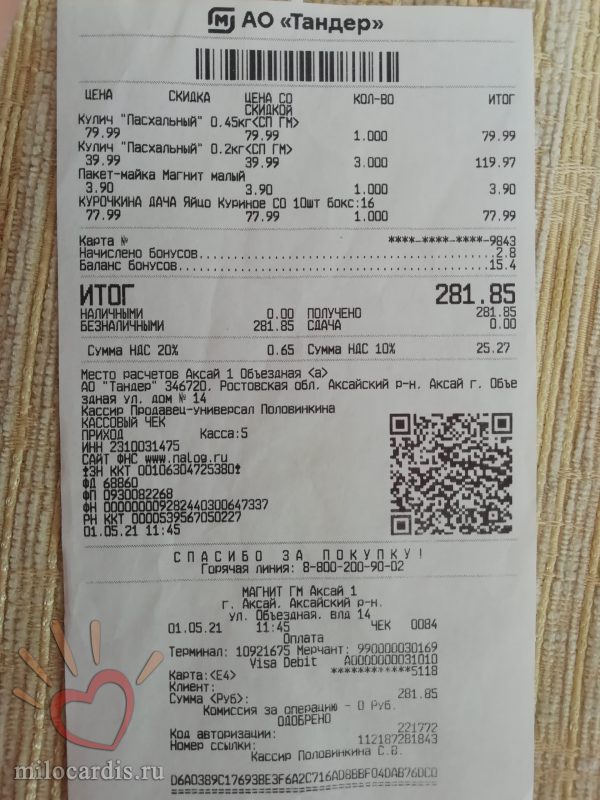 М АО «Тандер»
ЦЕНА СКИДКА ЦЕНА СО СКИДКОЙ КОЛ-ВО ИТОГ
Кулич "Пасхальный" 0.45кг<СП ГМ>
79.99 79.99 1.000 79.99
Кулич "Пасхальный" 0.2кг<СП ГМ>
39.99 39.99 3.000 119.97
Пакет-майка Магнит малый
3.90 3.90 1.000 3.90
КУРОЧКИНА ДАЧА Яйцо Куриное СО 10шт Бокс:16
77.99 77.99 1.000 77.99
Карта № ****-****-****-9843
Начислено бонусов 2.8
Баланс бонусов 15.4
ИТОГ 281.85
НАЛИЧНЫМИ 0.00 ПОЛУЧЕНО 281.85
БЕЗНАЛИЧНЫМИ 281.85 СДАЧА 0.00
Сумма НДС 20% 0.65 Сумма НДС 10% 25.27
Место расчетов Аксай 1 Объездная <а>
АО "Тандер" 346720, Ростовская обл. Аксайский р-н, Аксай г. Объе
здная ул. дом № 14
Кассир Продавец-универсал Половинкина
КАССОВЫЙ ЧЕК
ПРИХОД Касса:5
ИНН 2310031475
САЙТ ФНС www.nalog.ru
ЗН ККТ 00106304725380
ФД 68860
ФП 0930082268
ФН 00000009282440300647337
РН ККТ 0000539567050227
01.05.21 11:45
СПАСИБО ЗА ПОКУПКУ!
Горячая линия: 8-800-200-90-02
МАГНИТ ГМ Аксай 1
г. Аксай, Аксайский р-н,
ул. Объездная, влд 14
01.05.21 11:45 ЧЕК 0084
Оплата
Терминал: 10921675 Мерчант: 990000030169
Visa Debit A0000000031010
Карта:<E4> ************5118
Клиент:
Сумма <Руб>: 281.85
Комиссия за операцию - 0 Руб.
ОДОБРЕНО
Код авторизации: 221772
Номер ссылки: 112187281843
Кассир Половинкина С.В.
D6AD389C17693BE3F6A2C716AD8BBF040AB760C0
milocardis.ru